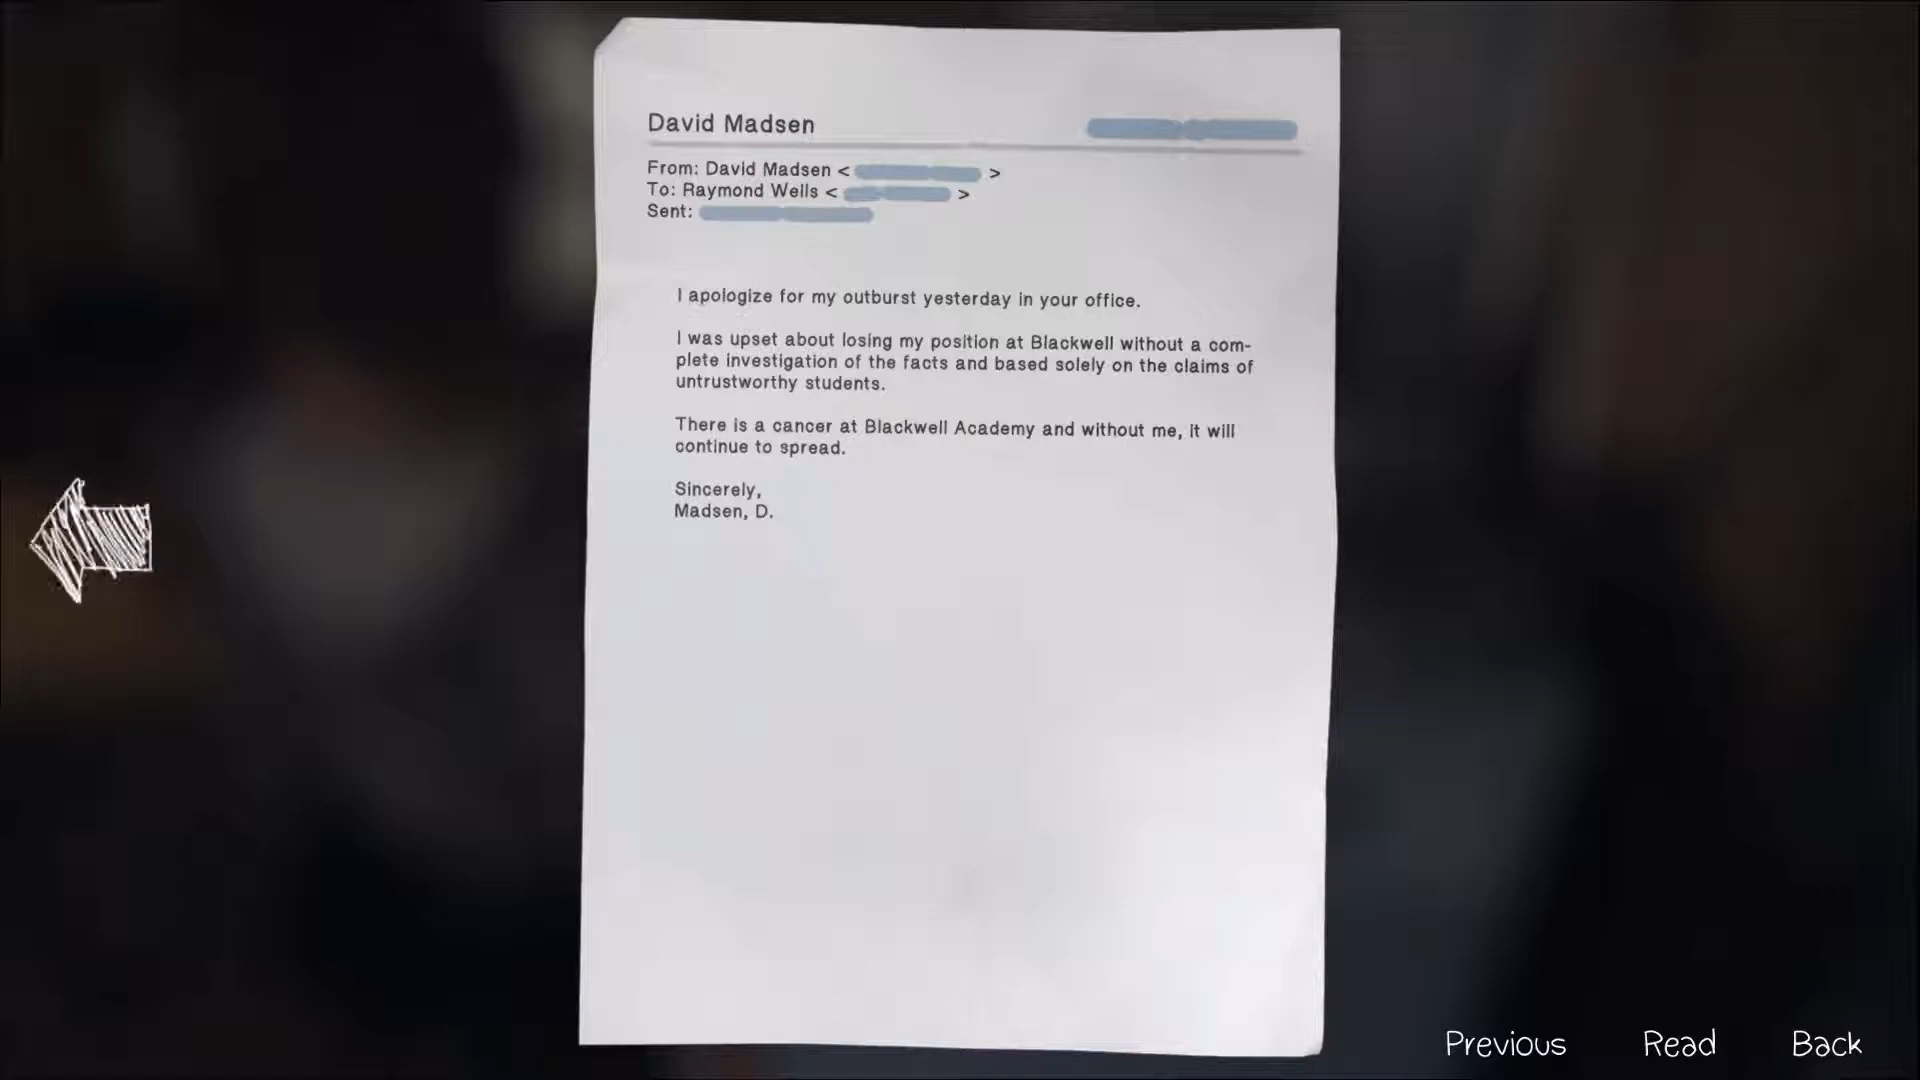 David Madsen
From: David Madsen < >
To: Raymond Wells < >
Sent:
I apologize for my outburst yesterday in your office.
I was upset about losing my position at Blackwell without a com-
plete investigation of the facts and based solely on the claims of
untrustworthy students.
There is a cancer at Blackwell Academy and without me, it will
continue to spread.
Sincerely,
Madsen, D.
Previous Read Back